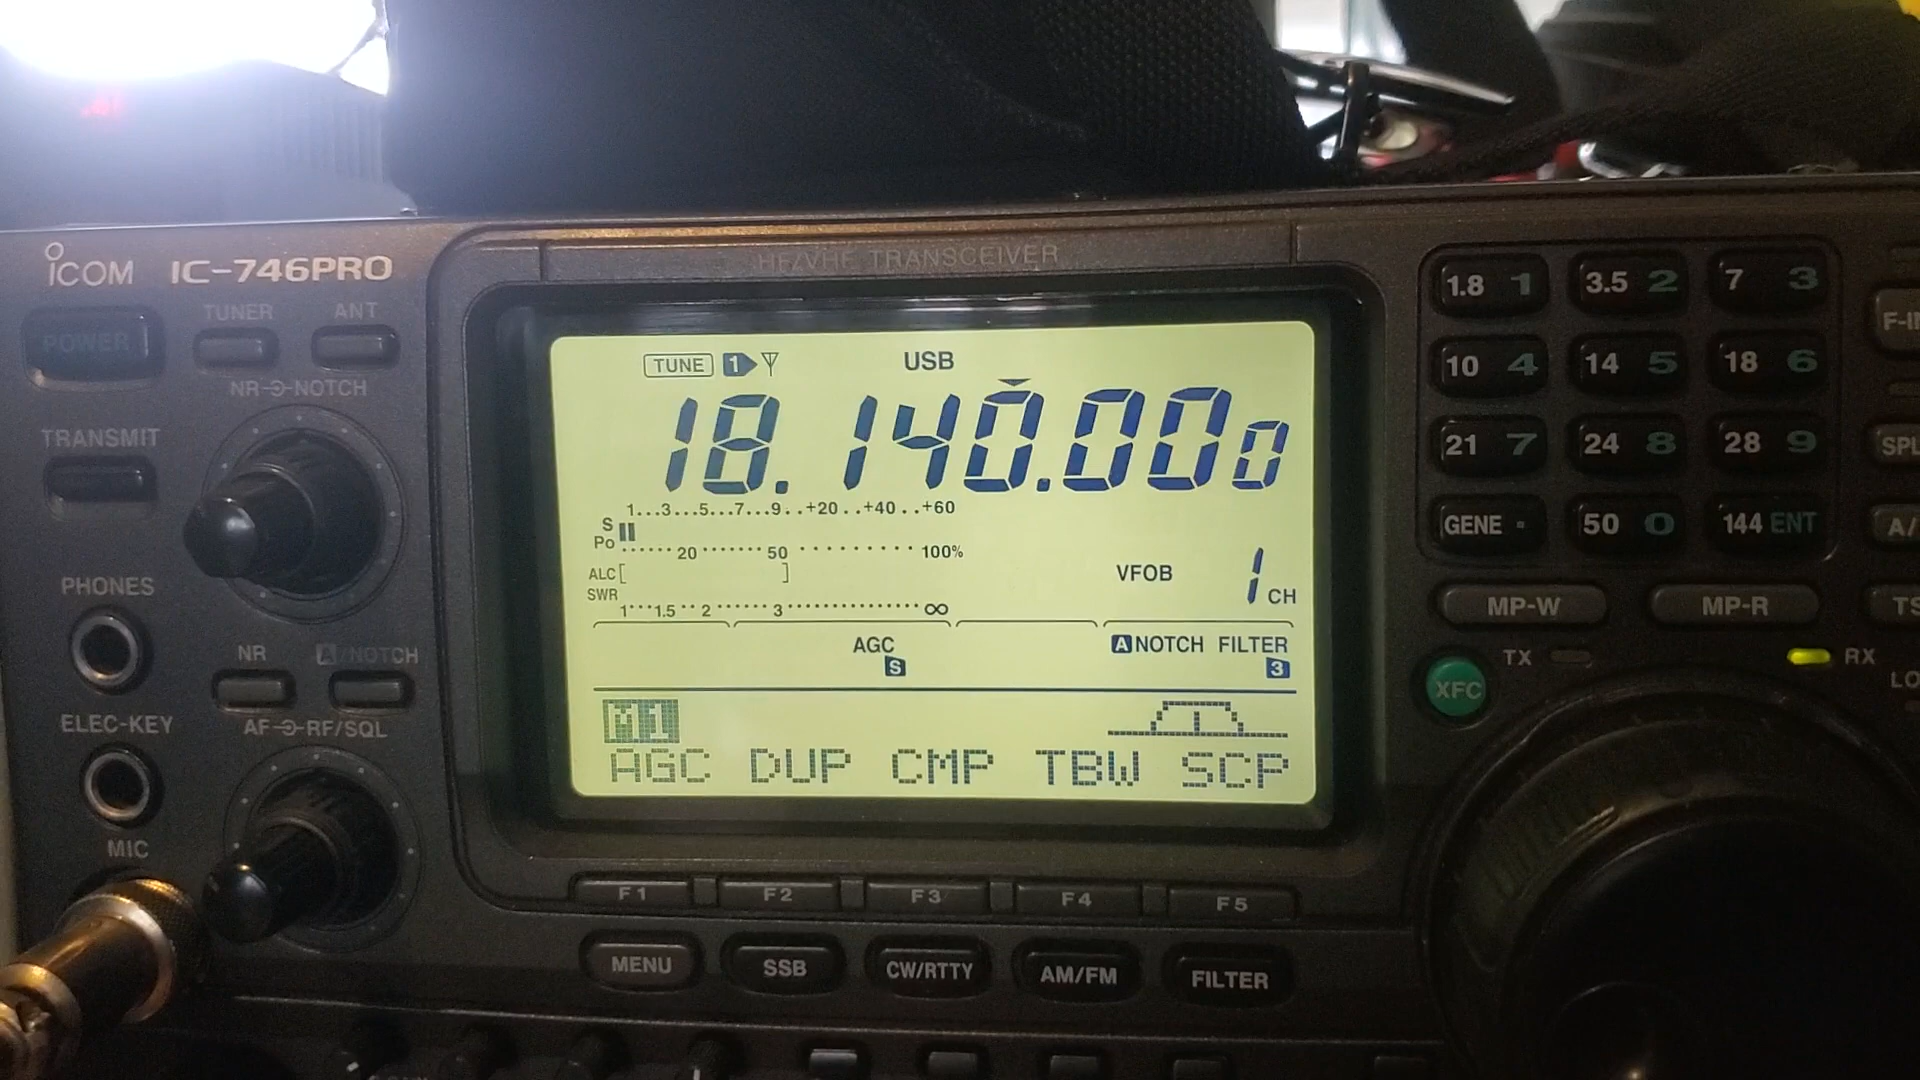 ICOM IC-746PRO
HF/VHF TRANSCEIVER
POWER
TUNER ANT
NR NOTCH
TRANSMIT
PHONES
NR A/NOTCH
ELEC-KEY
AF RF/SQL
MIC
TUNE 1 USB
18.140.000
S 1...3...5...7...9..+20..+40..+60
Po 20 50 100%
ALC
SWR 1 1.5 2 3 ∞
VFOB 1 CH
AGC S
A NOTCH FILTER 3
M1
AGC DUP CMP TBW SCP
F1 F2 F3 F4 F5
MENU SSB CW/RTTY AM/FM FILTER
1.8 1 3.5 2 7 3
10 4 14 5 18 6
21 7 24 8 28 9
GENE . 50 0 144 ENT
MP-W MP-R
XFC TX RX